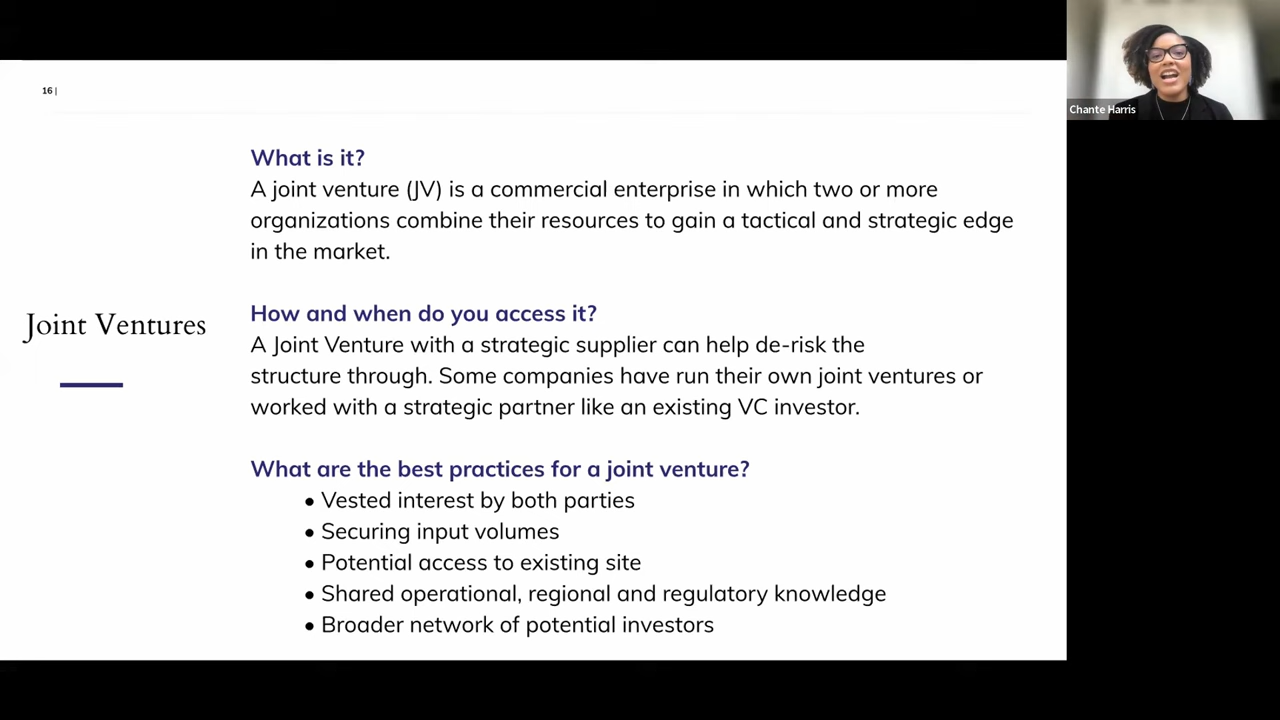 16 |
Chante Harris
Joint Ventures
What is it?
A joint venture (JV) is a commercial enterprise in which two or more
organizations combine their resources to gain a tactical and strategic edge
in the market.
How and when do you access it?
A Joint Venture with a strategic supplier can help de-risk the
structure through. Some companies have run their own joint ventures or
worked with a strategic partner like an existing VC investor.
What are the best practices for a joint venture?
• Vested interest by both parties
• Securing input volumes
• Potential access to existing site
• Shared operational, regional and regulatory knowledge
• Broader network of potential investors